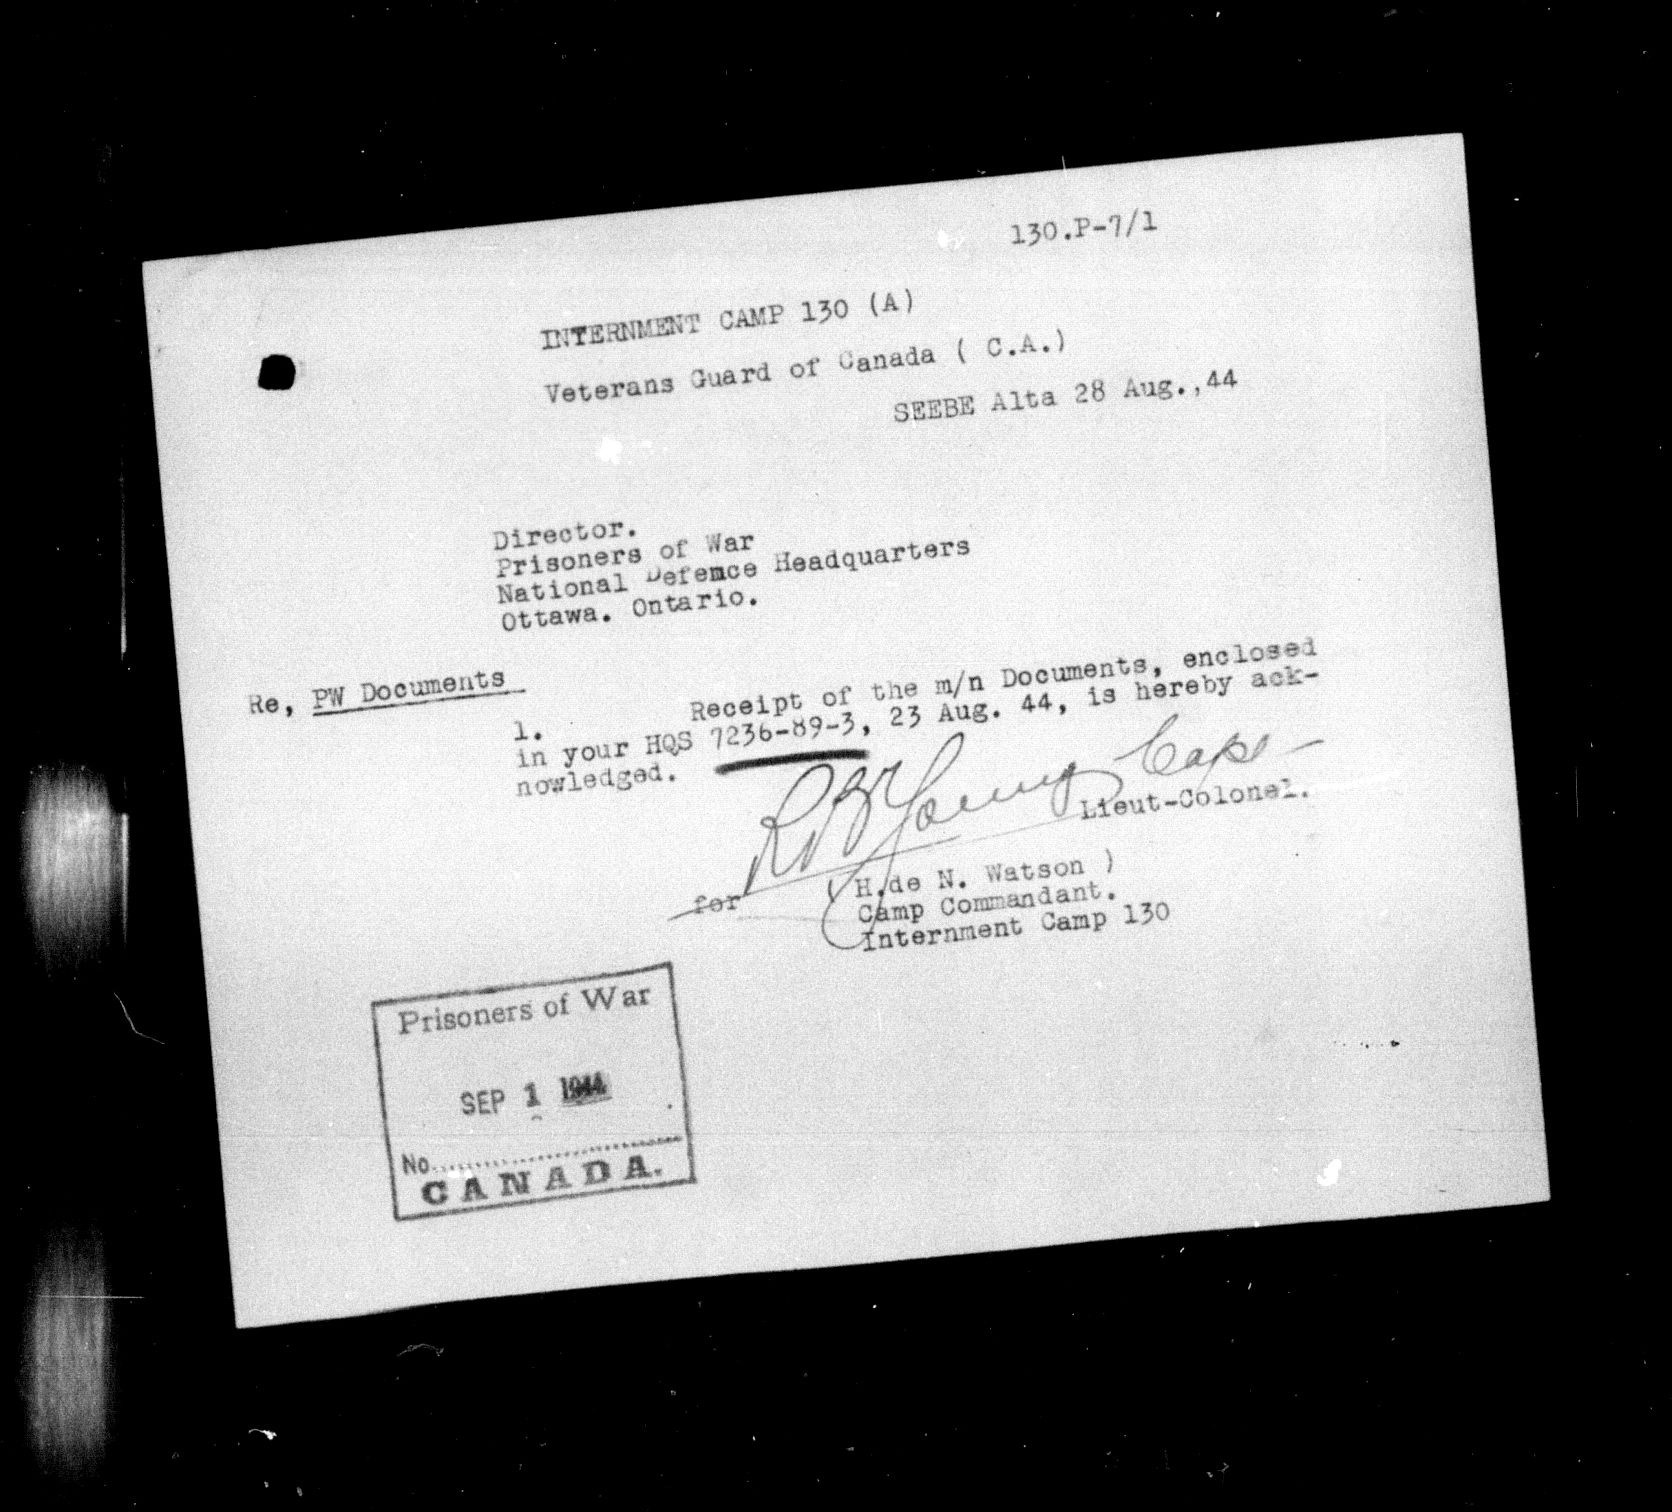 130.P-7/1
INTERNMENT CAMP 130 (A)
Veterans Guard of Canada ( C.A.)
SEEBE Alta 28 Aug.,44
Director.
Prisoners of War
National Defemce Headquarters
Ottawa. Ontario.
Re, PW Documents
1. Receipt of the m/n Documents, enclosed
in your HQS 7236-89-3, 23 Aug. 44, is hereby ack-
nowledged.
R B Young Capt
Lieut-Colonel.
for ( H.de N. Watson )
Camp Commandant.
Internment Camp 130
Prisoners of War
SEP 1 1944
No.
CANADA.